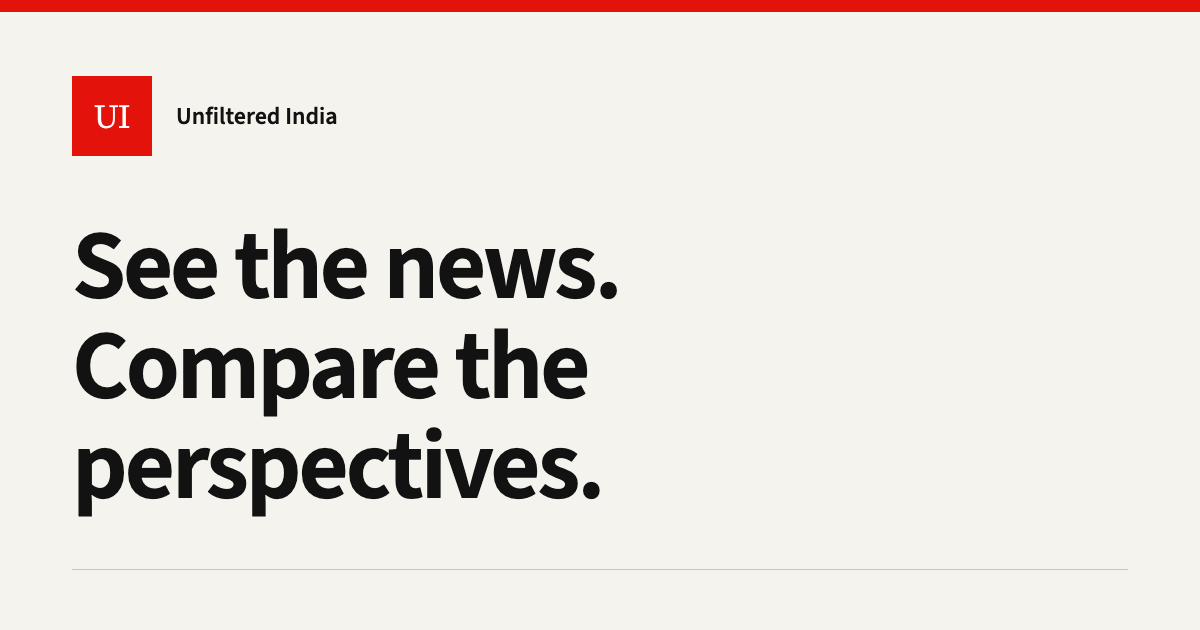 UI
Unfiltered India
See the news.
Compare the
perspectives.